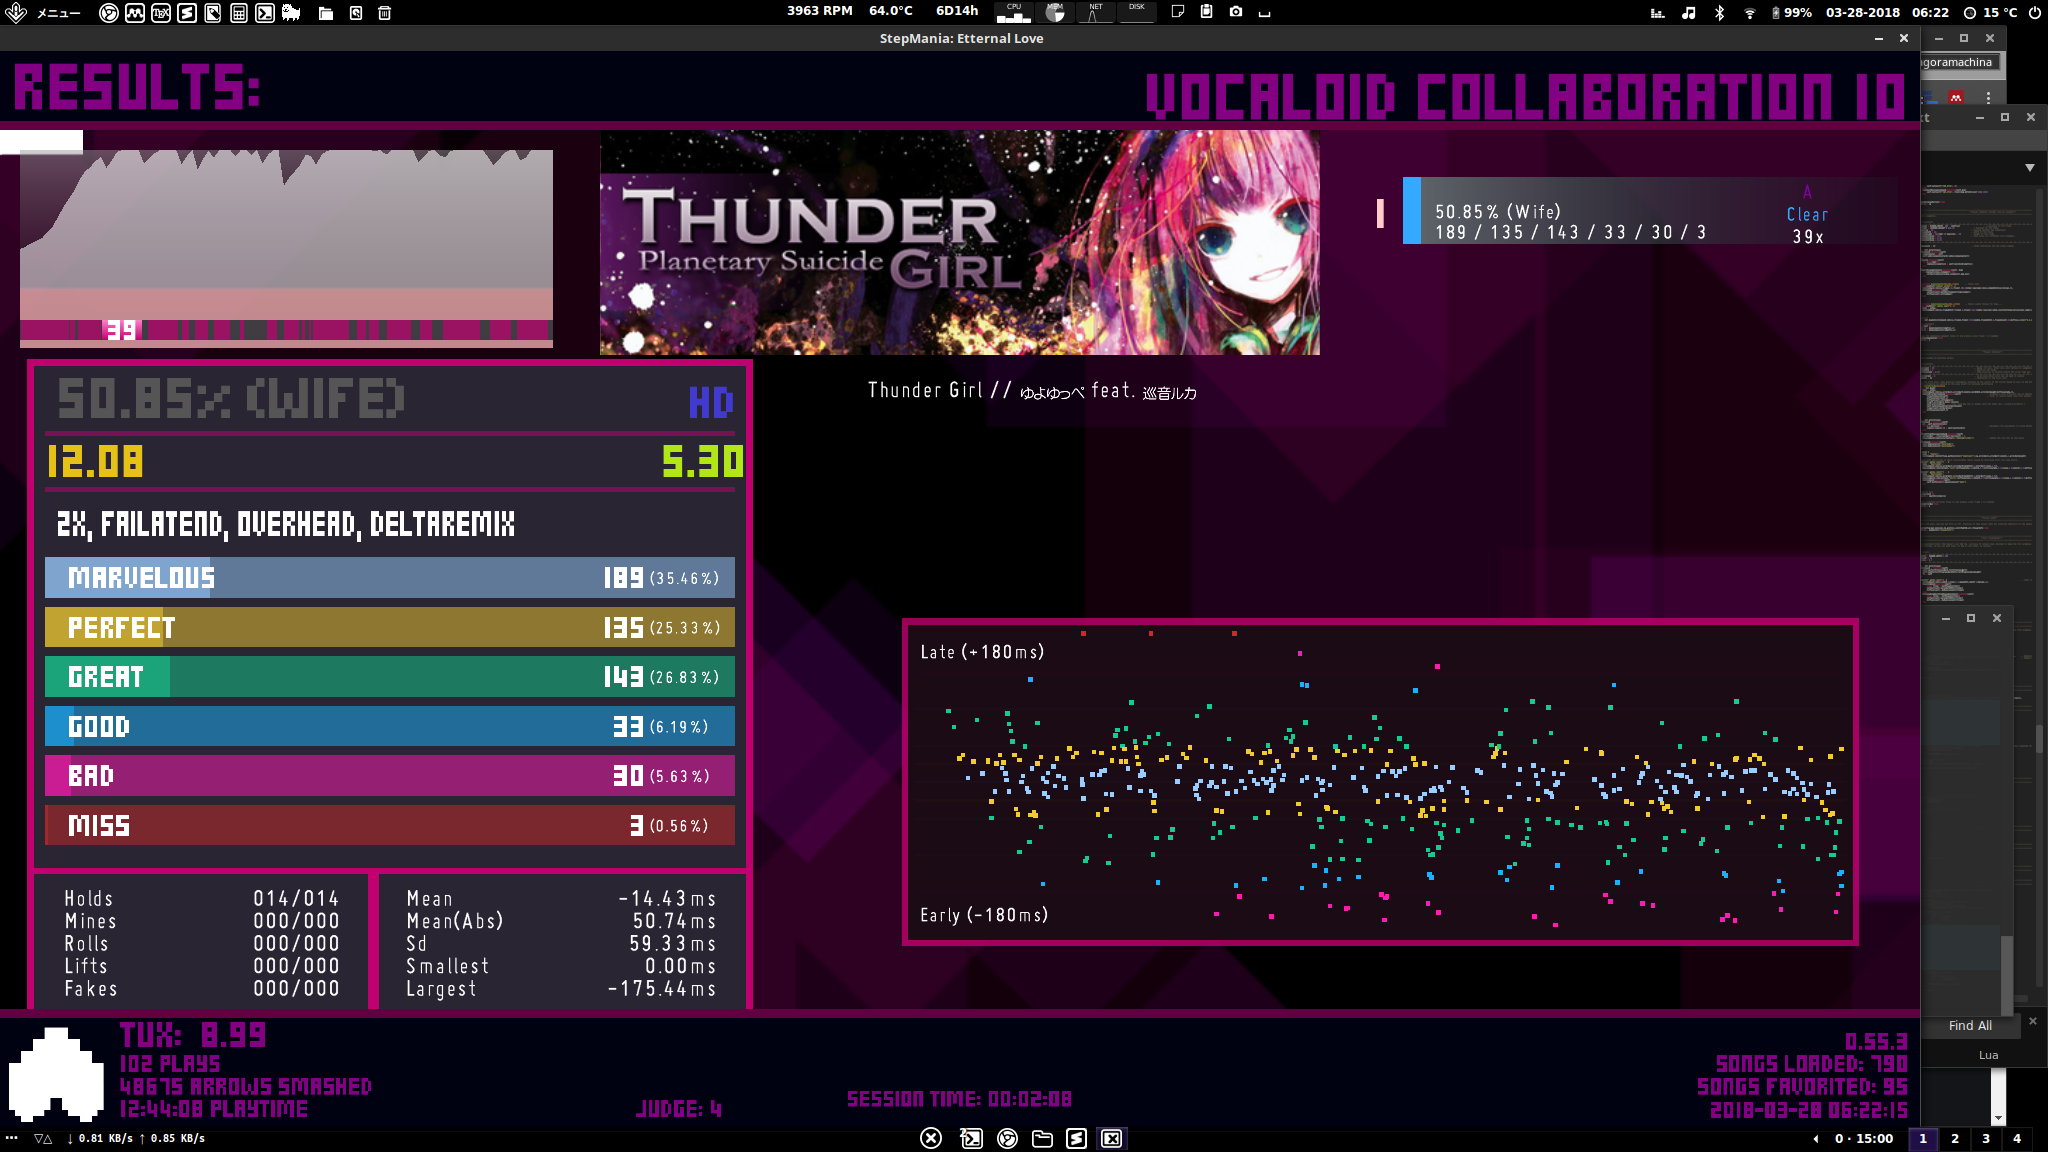 メニュー
3963 RPM 64.0°C 6D14h CPU MEM NET DISK
99% 03-28-2018 06:22 15 °C
StepMania: Etternal Love
agoramachina
RESULTS:
VOCALOID COLLABORATION 10
THUNDER
Planetary Suicide GIRL
50.85% (Wife)
189 / 135 / 143 / 33 / 30 / 3
A
Clear
39x
39
Thunder Girl // ゆよゆっぺ feat. 巡音ルカ
50.85% (WIFE) HD
12.08 5.30
2X, FAILATEND, OVERHEAD, DELTAREMIX
MARVELOUS 189 (35.46%)
PERFECT 135 (25.33%)
GREAT 143 (26.83%)
GOOD 33 (6.19%)
BAD 30 (5.63%)
MISS 3 (0.56%)
Holds 014/014
Mines 000/000
Rolls 000/000
Lifts 000/000
Fakes 000/000
Mean -14.43ms
Mean(Abs) 50.74ms
Sd 59.33ms
Smallest 0.00ms
Largest -175.44ms
Late (+180ms)
Early (-180ms)
TUX: 8.99
102 PLAYS
48675 ARROWS SMASHED
12:44:08 PLAYTIME
JUDGE: 4
SESSION TIME: 00:02:08
0.55.3
SONGS LOADED: 790
SONGS FAVORITED: 95
2018-03-28 06:22:15
Find All
Lua
↓ 0.81 KB/s ↑ 0.85 KB/s
0 · 15:00 1 2 3 4